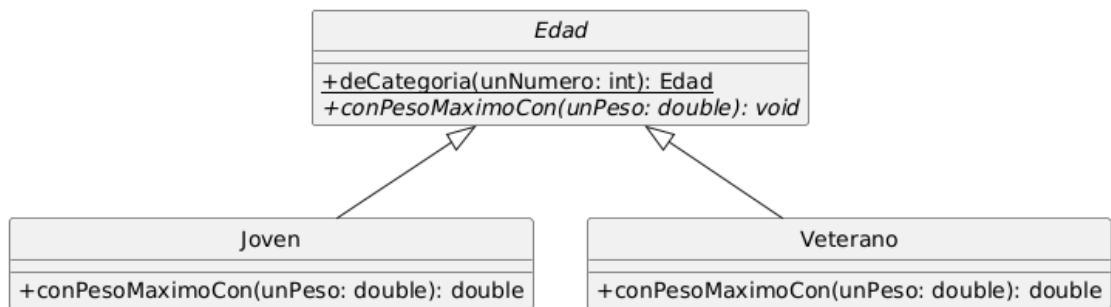 Edad
+deCategoria(unNumero: int): Edad
+conPesoMaximoCon(unPeso: double): void
Joven
+conPesoMaximoCon(unPeso: double): double
Veterano
+conPesoMaximoCon(unPeso: double): double